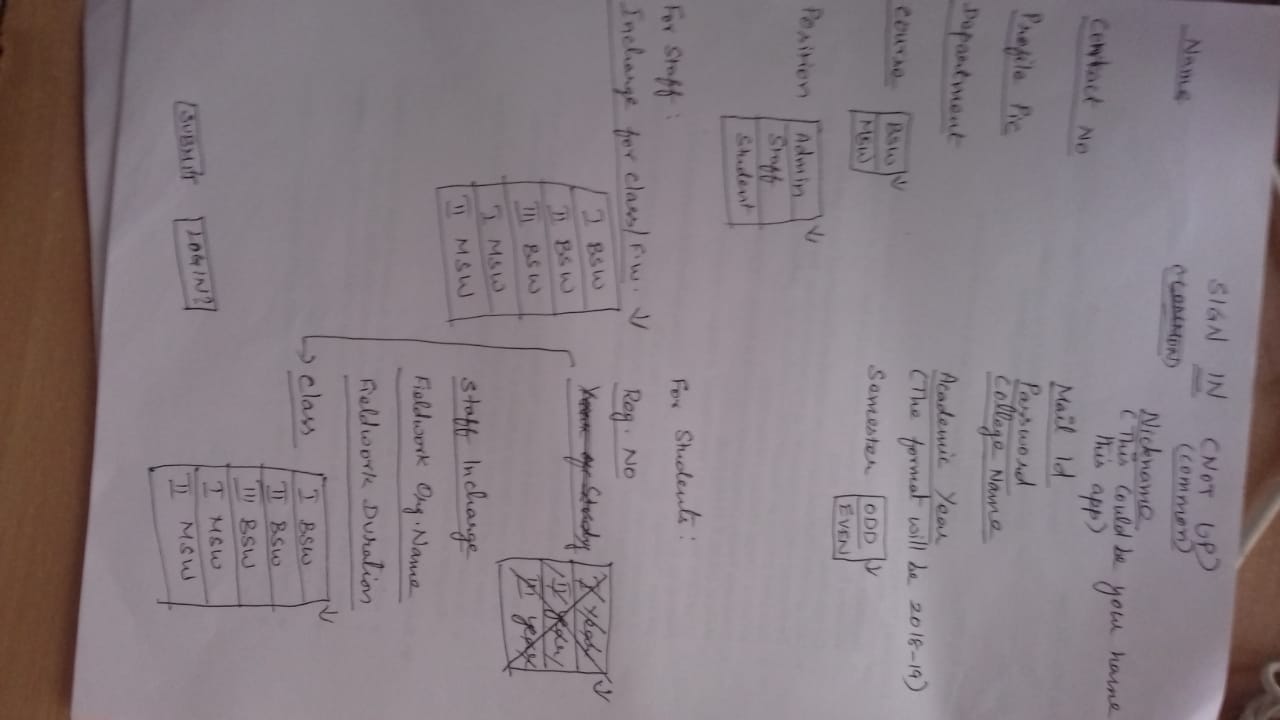 SIGN IN (NOT UP)
(COMMON) (COMMON)
Name
Nickname
(This could be your name
this app)
Contact No
Mail Id
Profile Pic
Password
College Name
Department
Academic Year
(The format will be 2018-19)
Course BSW
MSW
Semester ODD
EVEN
Position Admin
Staff
Student
For Staff:
Incharge for class/F.W.
I BSW
II BSW
III BSW
I MSW
II MSW
For Students:
Reg. No
Year of Study I year
II year
III year
Staff Incharge
Fieldwork Org. Name
Fieldwork Duration
Class I BSW
II BSW
III BSW
I MSW
II MSW
SUBMIT LOGIN?